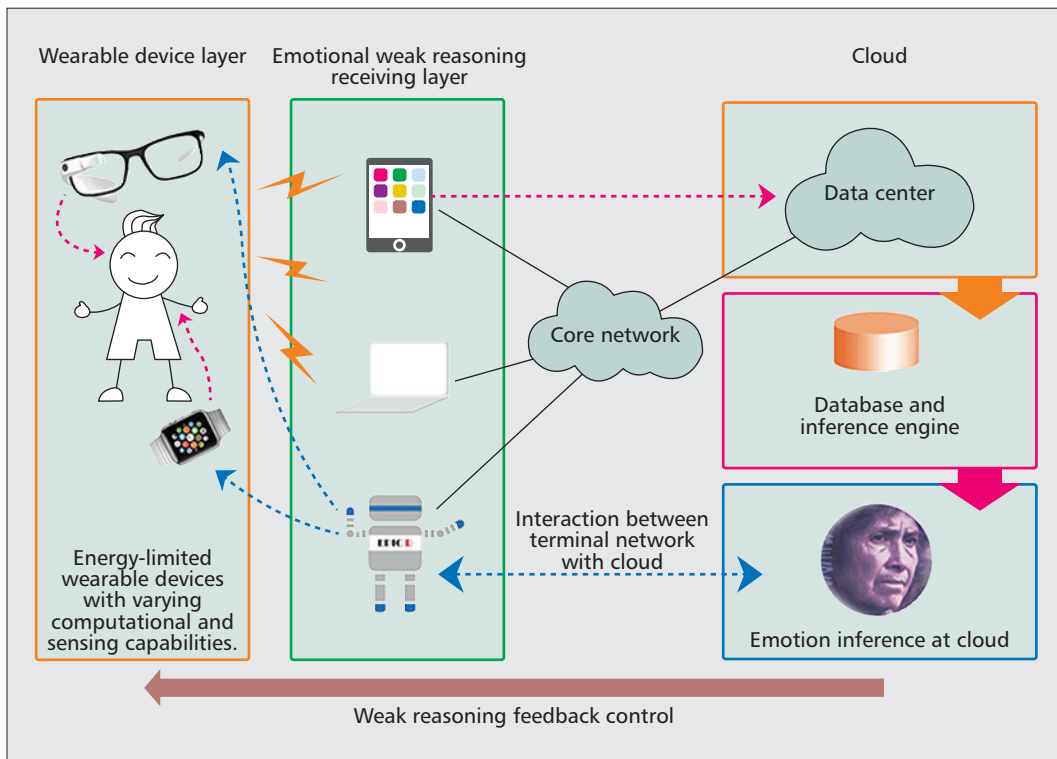 Wearable device layer
Emotional weak reasoning
receiving layer
Cloud
Data center
Core network
Database and
inference engine
EPICR
Interaction between
terminal network
with cloud
Energy-limited
wearable devices
with varying
computational and
sensing capabilities.
Emotion inference at cloud
Weak reasoning feedback control